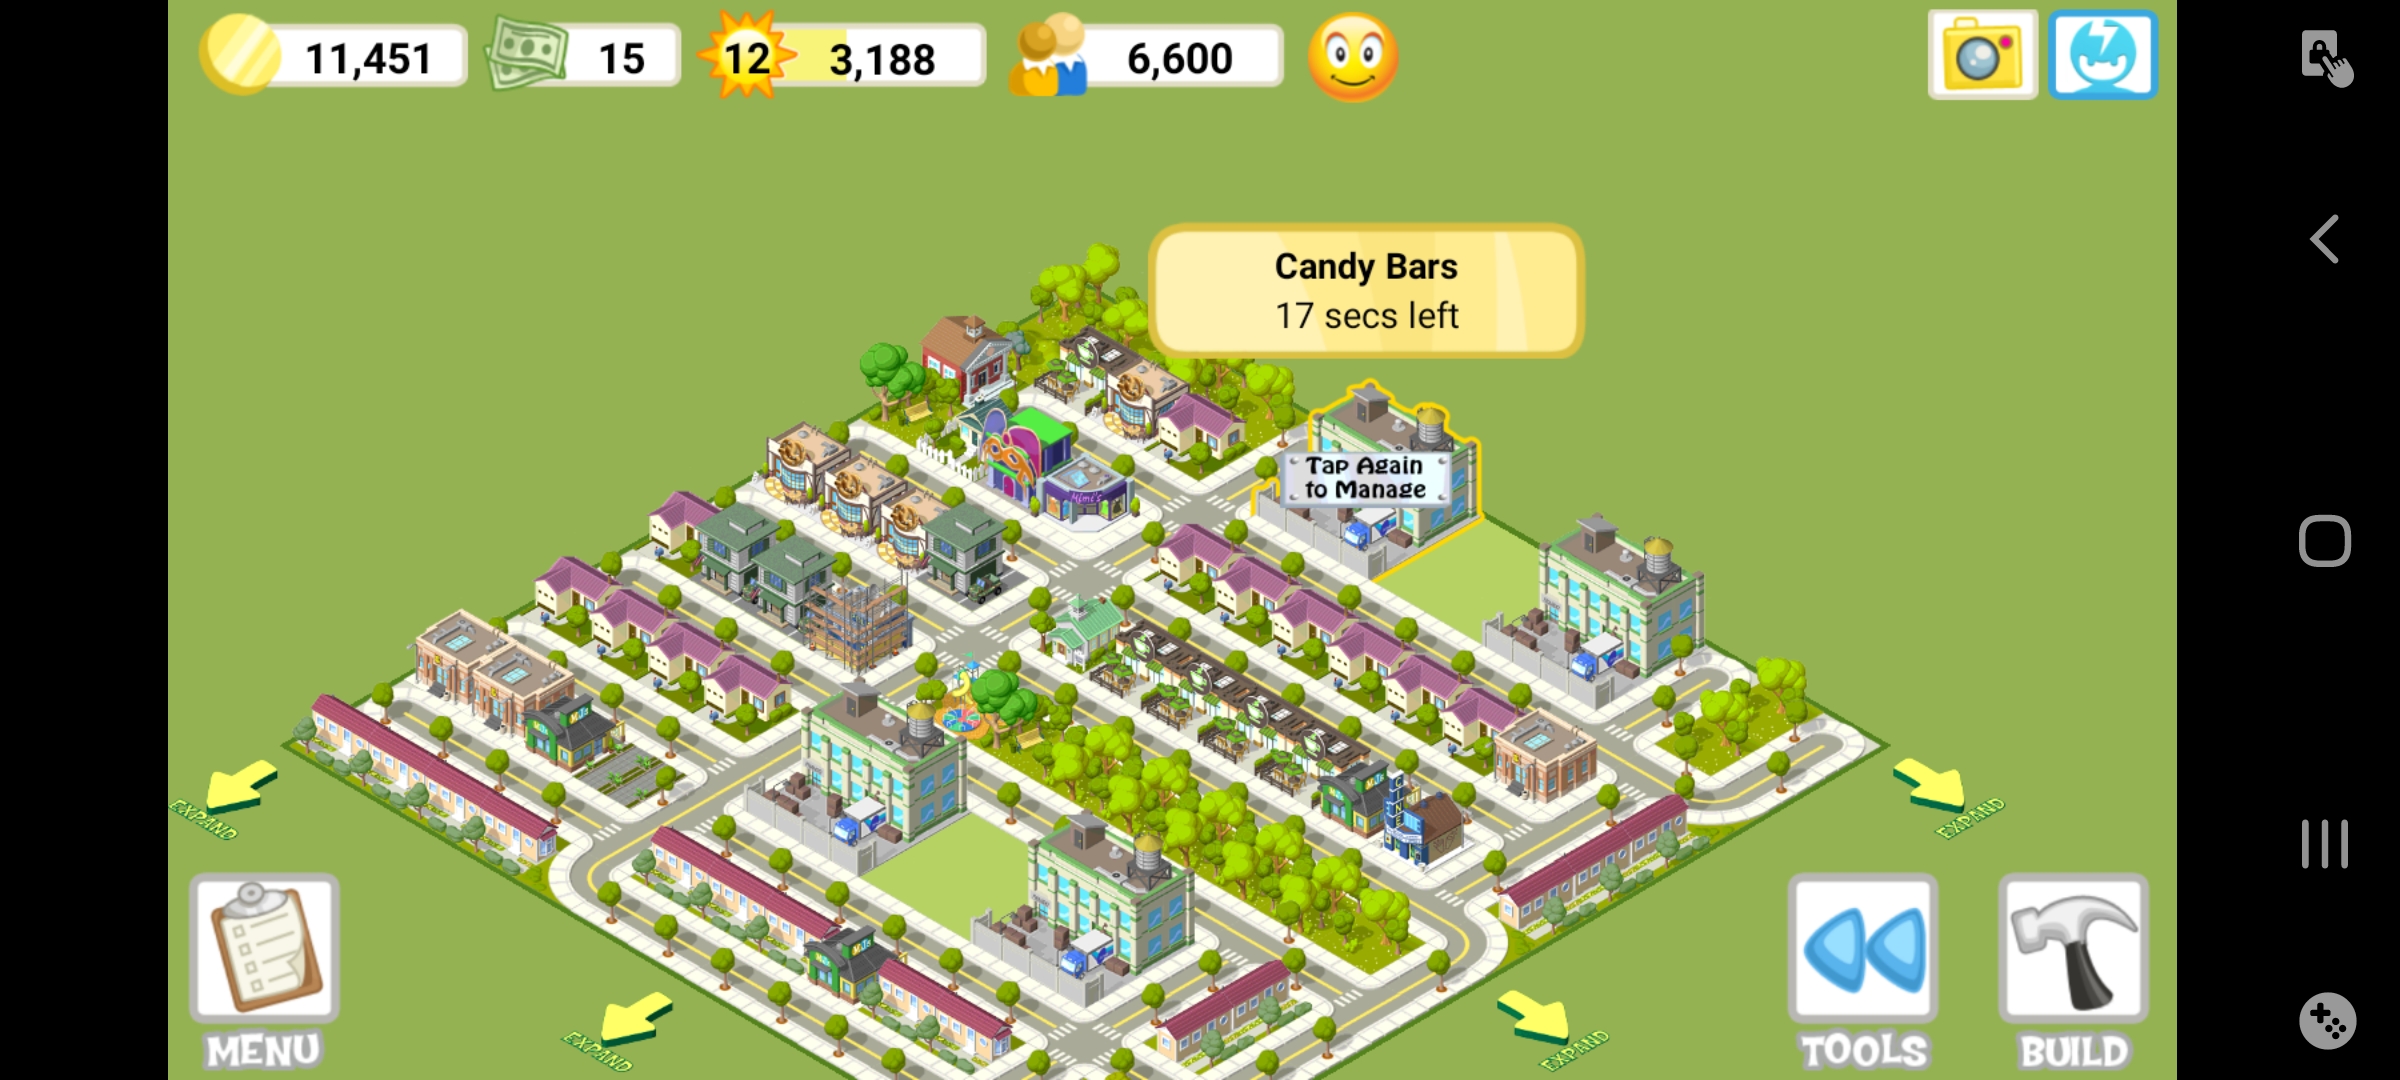 11,451
15
12
3,188
6,600
Candy Bars
17 secs left
Tap Again
to Manage
Mimi's
EXPAND
EXPAND
EXPAND
EXPAND
MENU
TOOLS
BUILD